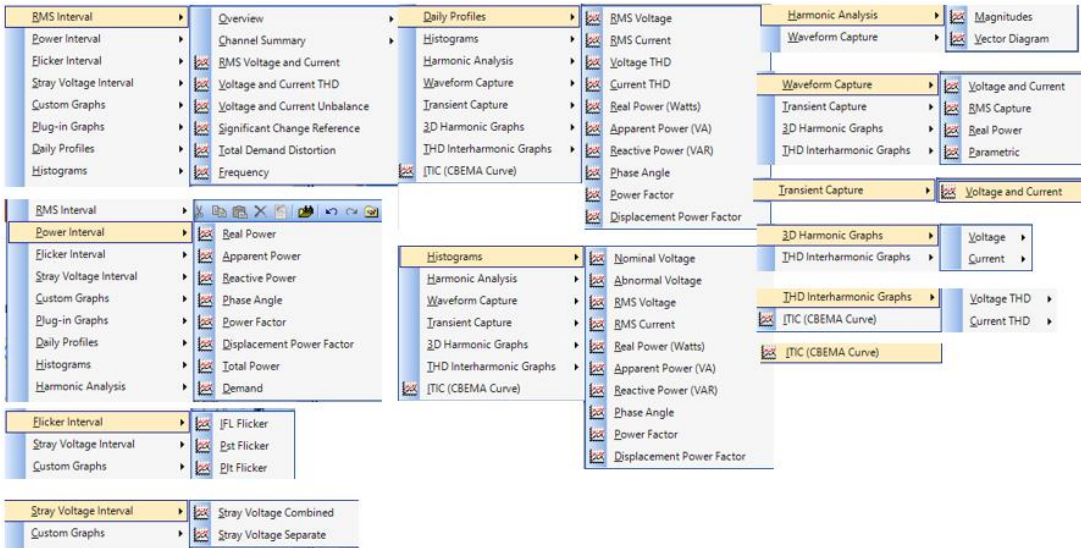 RMS Interval
Power Interval
Flicker Interval
Stray Voltage Interval
Custom Graphs
Plug-in Graphs
Daily Profiles
Histograms
Overview
Channel Summary
RMS Voltage and Current
Voltage and Current THD
Voltage and Current Unbalance
Significant Change Reference
Total Demand Distortion
Frequency
RMS Interval
Power Interval
Flicker Interval
Stray Voltage Interval
Custom Graphs
Plug-in Graphs
Daily Profiles
Histograms
Harmonic Analysis
Real Power
Apparent Power
Reactive Power
Phase Angle
Power Factor
Displacement Power Factor
Total Power
Demand
Flicker Interval
Stray Voltage Interval
Custom Graphs
IFL Flicker
Pst Flicker
Plt Flicker
Stray Voltage Interval
Custom Graphs
Stray Voltage Combined
Stray Voltage Separate
Daily Profiles
Histograms
Harmonic Analysis
Waveform Capture
Transient Capture
3D Harmonic Graphs
THD Interharmonic Graphs
ITIC (CBEMA Curve)
RMS Voltage
RMS Current
Voltage THD
Current THD
Real Power (Watts)
Apparent Power (VA)
Reactive Power (VAR)
Phase Angle
Power Factor
Displacement Power Factor
Histograms
Harmonic Analysis
Waveform Capture
Transient Capture
3D Harmonic Graphs
THD Interharmonic Graphs
ITIC (CBEMA Curve)
Nominal Voltage
Abnormal Voltage
RMS Voltage
RMS Current
Real Power (Watts)
Apparent Power (VA)
Reactive Power (VAR)
Phase Angle
Power Factor
Displacement Power Factor
Harmonic Analysis
Waveform Capture
Magnitudes
Vector Diagram
Waveform Capture
Transient Capture
3D Harmonic Graphs
THD Interharmonic Graphs
Voltage and Current
RMS Capture
Real Power
Parametric
Transient Capture
Voltage and Current
3D Harmonic Graphs
THD Interharmonic Graphs
Voltage
Current
THD Interharmonic Graphs
ITIC (CBEMA Curve)
Voltage THD
Current THD
ITIC (CBEMA Curve)